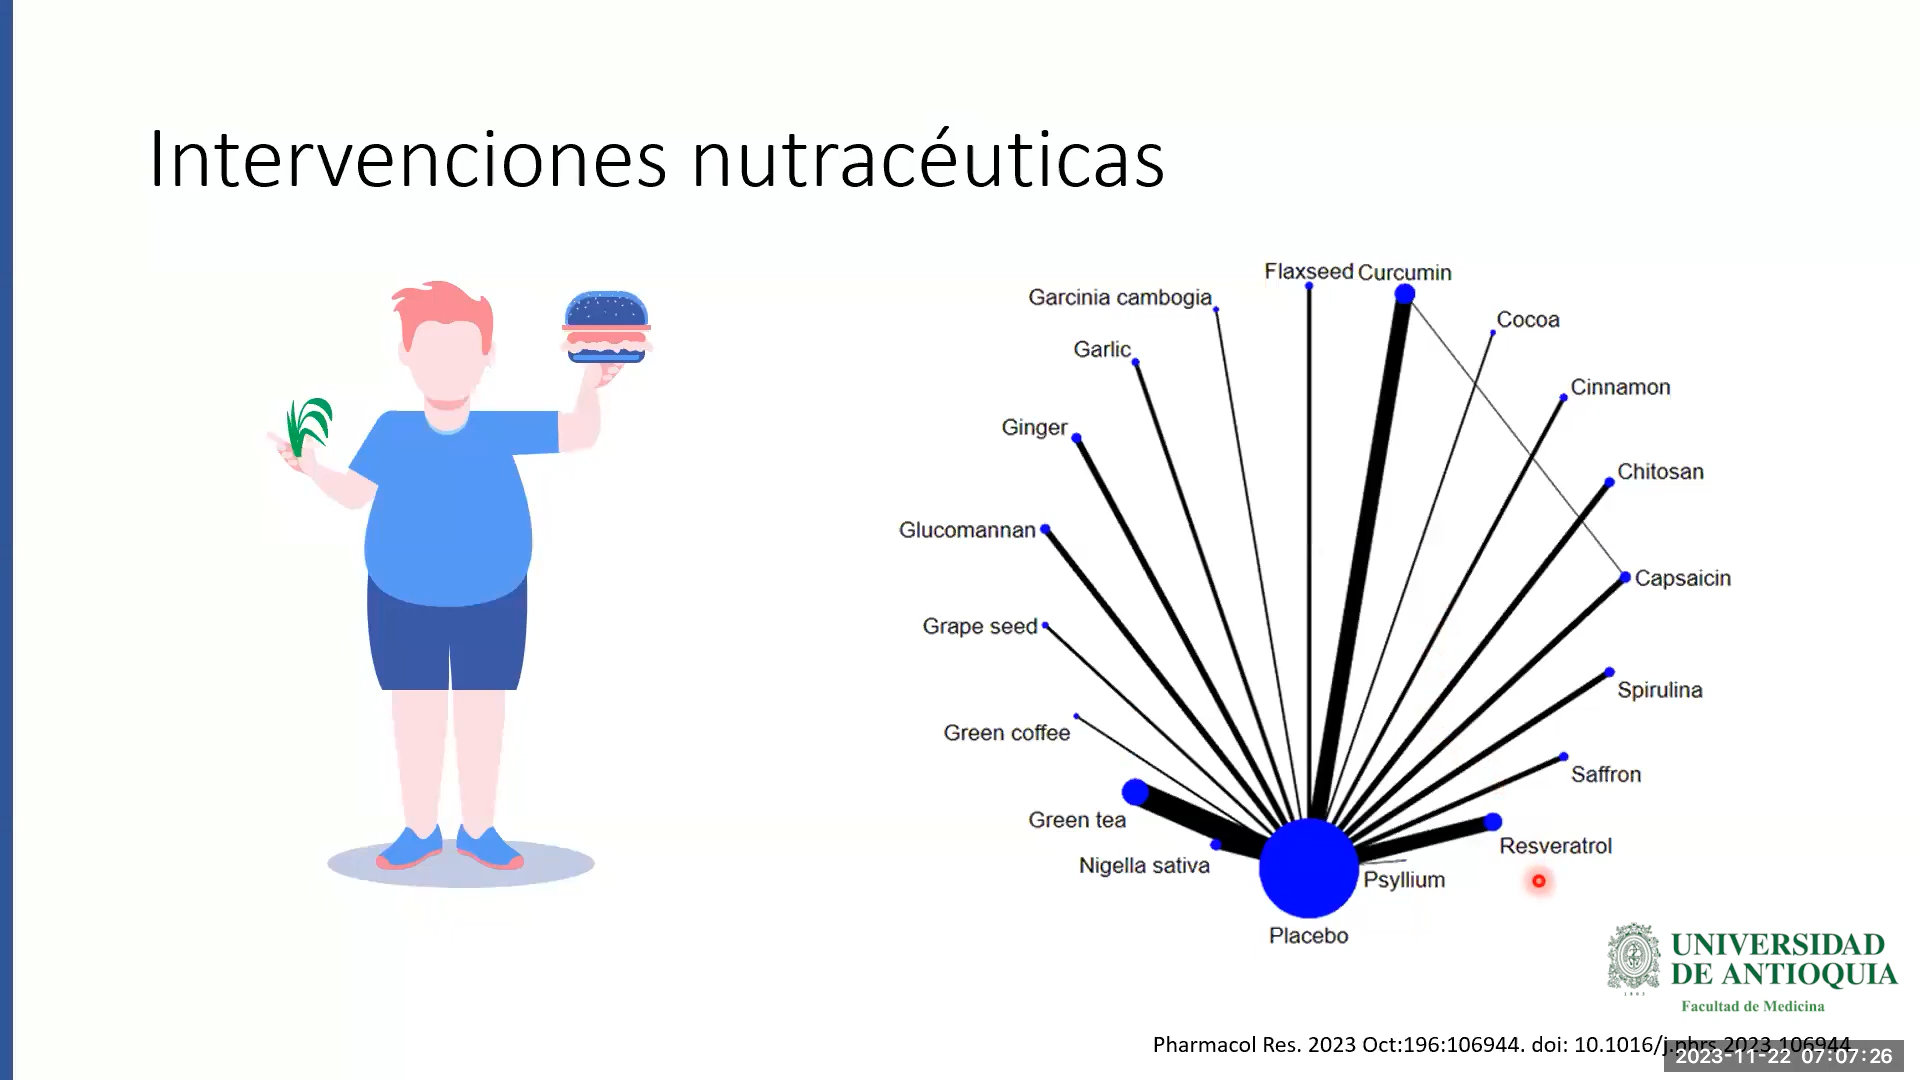 Intervenciones nutracéuticas
Flaxseed Curcumin
Garcinia cambogia
Cocoa
Garlic
Cinnamon
Ginger
Chitosan
Glucomannan
Capsaicin
Grape seed
Spirulina
Green coffee
Saffron
Green tea
Resveratrol
Nigella sativa
Psyllium
Placebo
UNIVERSIDAD
DE ANTIOQUIA
1803
Facultad de Medicina
Pharmacol Res. 2023 Oct:196:106944. doi: 10.1016/j.phrs.2023.106944
2023-11-22 07:07:26